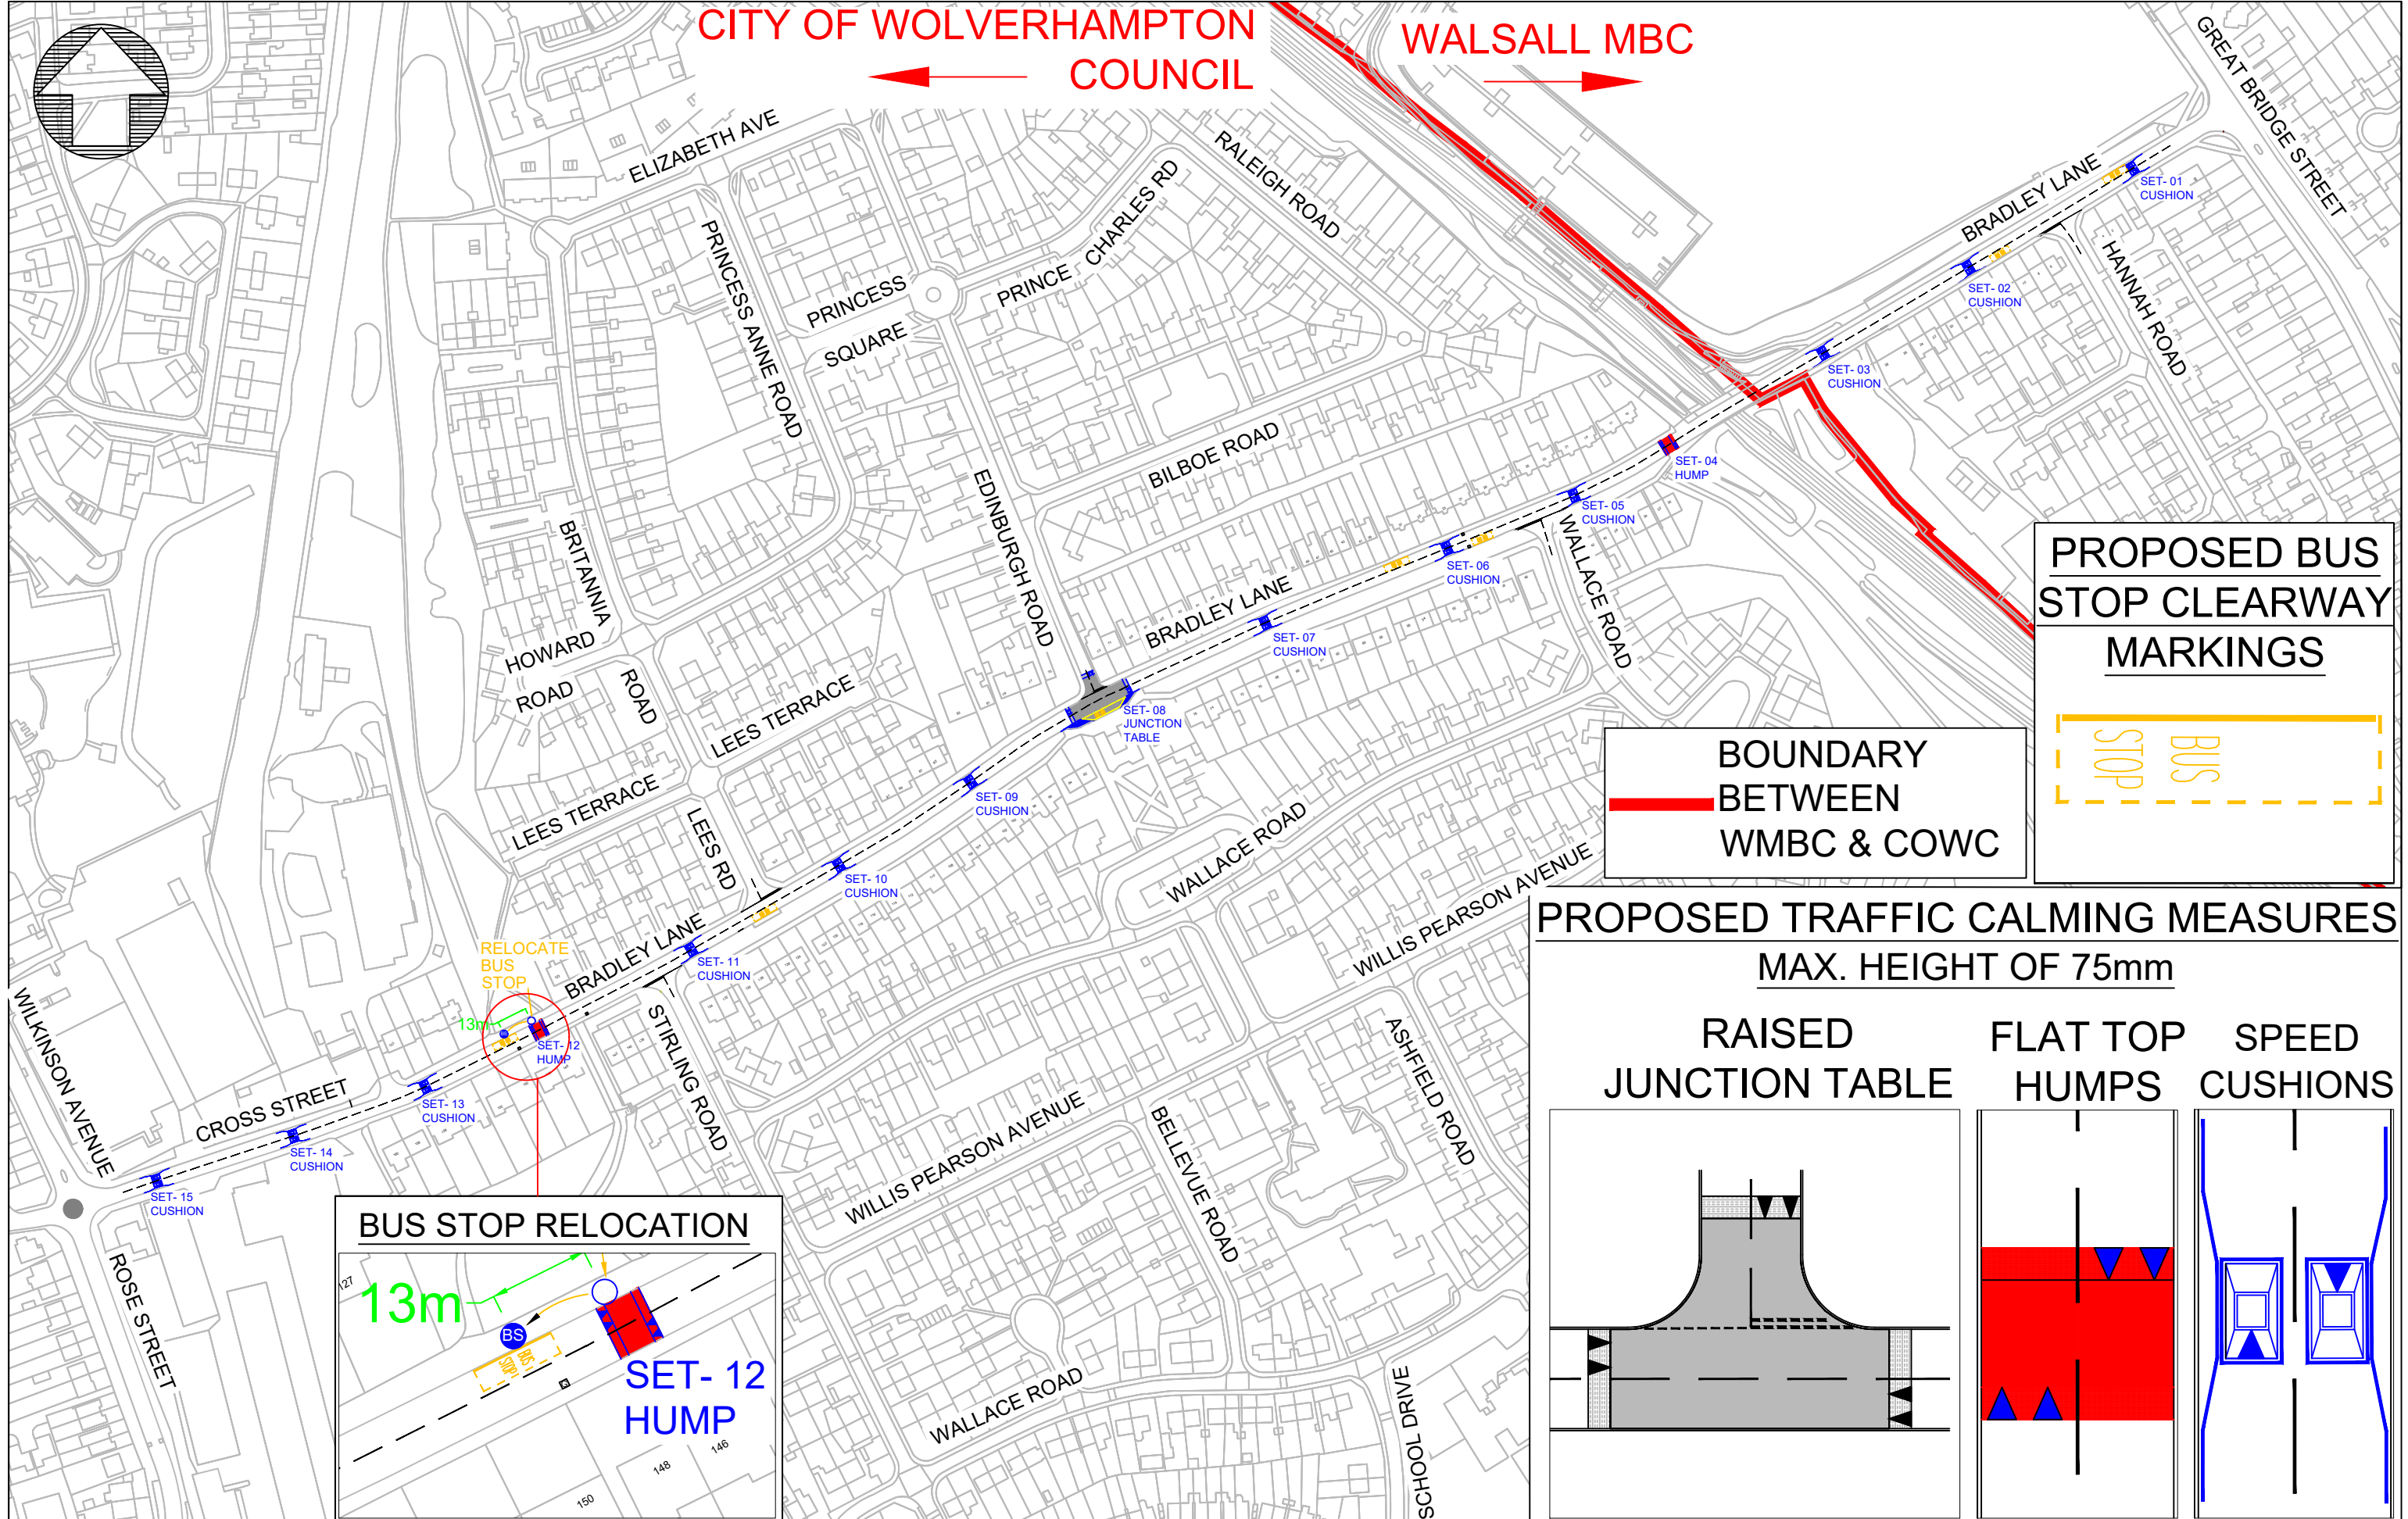 CITY OF WOLVERHAMPTON
COUNCIL
WALSALL MBC
GREAT BRIDGE STREET
ELIZABETH AVE
RALEIGH ROAD
PRINCE CHARLES RD
BRADLEY LANE
SET- 01
CUSHION
HANNAH ROAD
SET- 02
CUSHION
PRINCESS ANNE ROAD
PRINCESS
SQUARE
SET- 03
CUSHION
BILBOE ROAD
SET- 04
HUMP
EDINBURGH ROAD
SET- 05
CUSHION
WALLACE ROAD
SET- 06
CUSHION
BRITANNIA
ROAD
HOWARD
ROAD
BRADLEY LANE
SET- 07
CUSHION
LEES TERRACE
SET- 08
JUNCTION
TABLE
LEES TERRACE
SET- 09
CUSHION
LEES RD
SET- 10
CUSHION
WALLACE ROAD
WILLIS PEARSON AVENUE
BRADLEY LANE
SET- 11
CUSHION
RELOCATE
BUS
STOP
13m
SET- 12
HUMP
STIRLING ROAD
WILKINSON AVENUE
CROSS STREET
SET- 13
CUSHION
SET- 14
CUSHION
SET- 15
CUSHION
ROSE STREET
WILLIS PEARSON AVENUE
BELLEVUE ROAD
ASHFIELD ROAD
WALLACE ROAD
SCHOOL DRIVE
BUS STOP RELOCATION
127
13m
BS
BUS
STOP
SET- 12
HUMP
146
148
150
PROPOSED BUS
STOP CLEARWAY
MARKINGS
BUS
STOP
BOUNDARY
BETWEEN
WMBC & COWC
PROPOSED TRAFFIC CALMING MEASURES
MAX. HEIGHT OF 75mm
RAISED
JUNCTION TABLE
FLAT TOP
HUMPS
SPEED
CUSHIONS